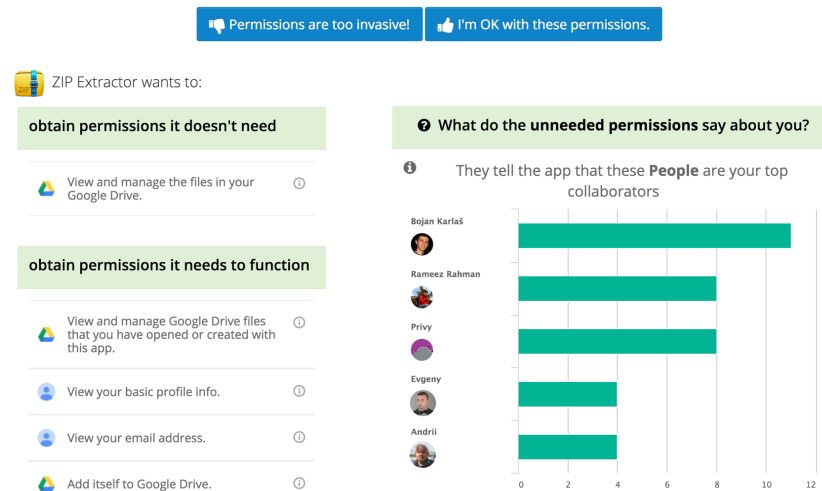 Permissions are too invasive!
I'm OK with these permissions.
ZIP Extractor wants to:
obtain permissions it doesn't need
View and manage the files in your
Google Drive.
obtain permissions it needs to function
View and manage Google Drive files
that you have opened or created with
this app.
View your basic profile info.
View your email address.
Add itself to Google Drive.
What do the unneeded permissions say about you?
They tell the app that these People are your top
collaborators
Bojan Karlaš
Rameez Rahman
Privy
Evgeny
Andrii
0 2 4 6 8 10 12
ZIP